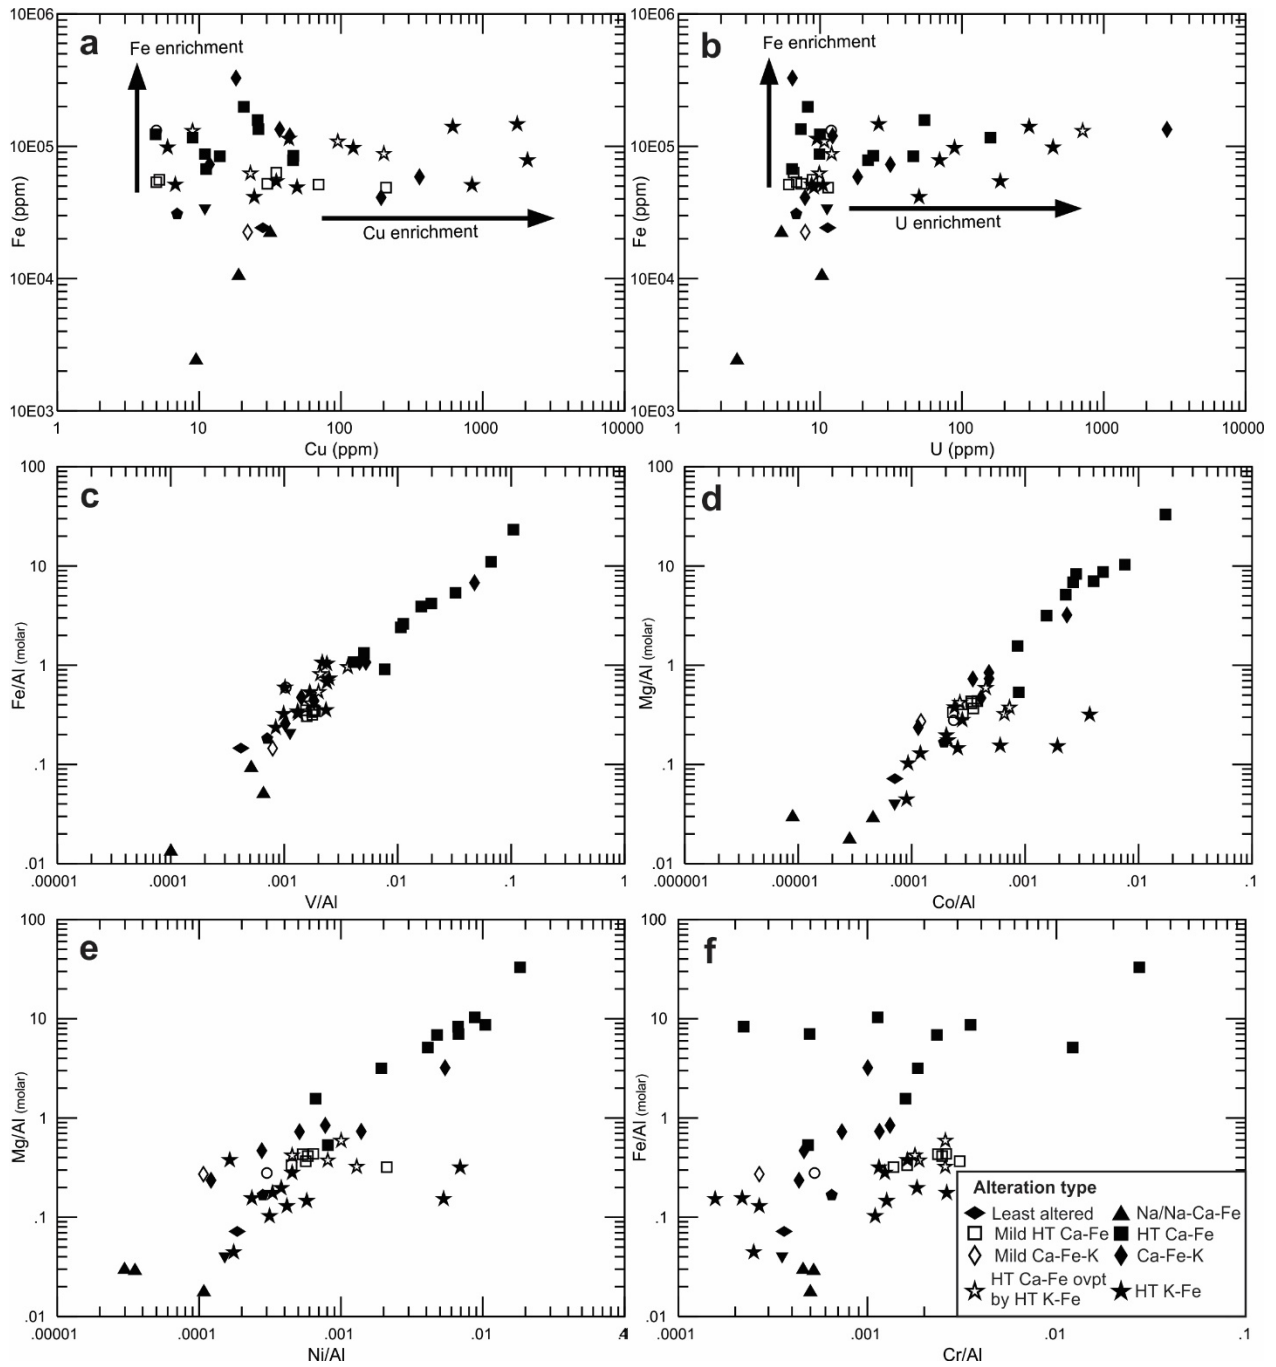 a
Fe enrichment
Cu enrichment
10E06
10E05
10E04
10E03
Fe (ppm)
1
10
100
1000
10000
Cu (ppm)
b
Fe enrichment
U enrichment
10E06
10E05
10E04
10E03
Fe (ppm)
1
10
100
1000
10000
U (ppm)
c
100
10
1
.1
.01
Fe/Al (molar)
.00001
.0001
.001
.01
.1
1
V/Al
d
100
10
1
.1
.01
Mg/Al (molar)
.000001
.00001
.0001
.001
.01
.1
Co/Al
e
100
10
1
.1
.01
Mg/Al (molar)
.00001
.0001
.001
.01
Ni/Al
f
100
10
1
.1
.01
Fe/Al (molar)
.0001
.001
.01
.1
Cr/Al
Alteration type
Least altered
Na/Na-Ca-Fe
Mild HT Ca-Fe
HT Ca-Fe
Mild Ca-Fe-K
Ca-Fe-K
HT Ca-Fe ovpt
by HT K-Fe
HT K-Fe